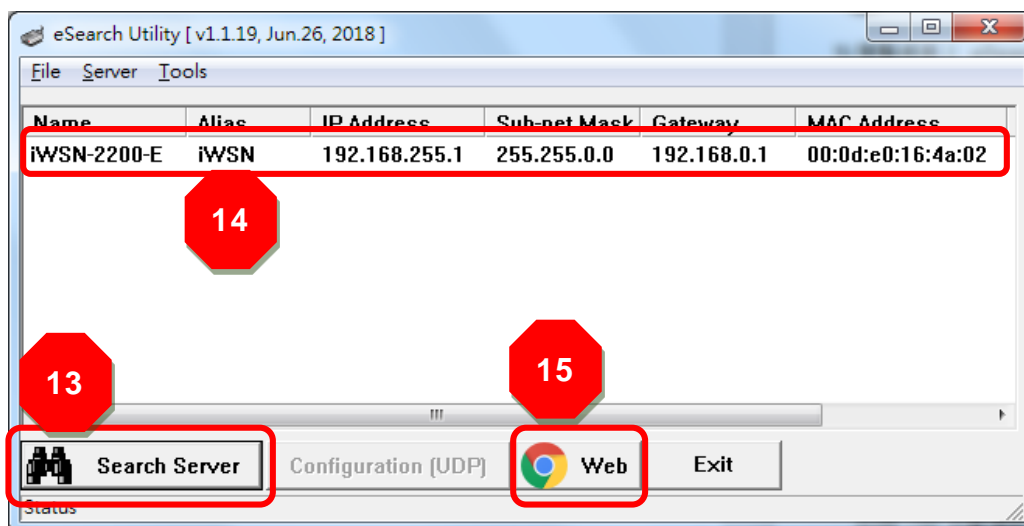 eSearch Utility [ v1.1.19, Jun.26, 2018 ]
File Server Tools
Name Alias IP Address Sub-net Mask Gateway MAC Address
iWSN-2200-E iWSN 192.168.255.1 255.255.0.0 192.168.0.1 00:0d:e0:16:4a:02
14
13
15
Search Server Configuration (UDP) Web Exit
Status